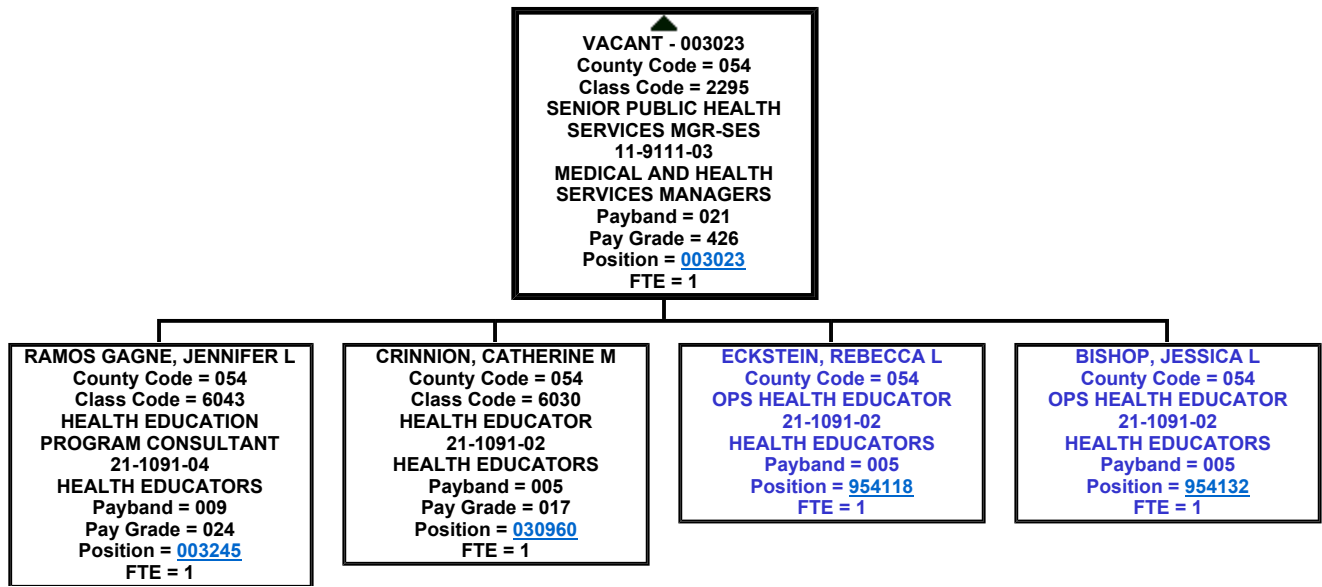 VACANT - 003023
County Code = 054
Class Code = 2295
SENIOR PUBLIC HEALTH
SERVICES MGR-SES
11-9111-03
MEDICAL AND HEALTH
SERVICES MANAGERS
Payband = 021
Pay Grade = 426
Position = 003023
FTE = 1
RAMOS GAGNE, JENNIFER L
County Code = 054
Class Code = 6043
HEALTH EDUCATION
PROGRAM CONSULTANT
21-1091-04
HEALTH EDUCATORS
Payband = 009
Pay Grade = 024
Position = 003245
FTE = 1
CRINNION, CATHERINE M
County Code = 054
Class Code = 6030
HEALTH EDUCATOR
21-1091-02
HEALTH EDUCATORS
Payband = 005
Pay Grade = 017
Position = 030960
FTE = 1
ECKSTEIN, REBECCA L
County Code = 054
OPS HEALTH EDUCATOR
21-1091-02
HEALTH EDUCATORS
Payband = 005
Position = 954118
FTE = 1
BISHOP, JESSICA L
County Code = 054
OPS HEALTH EDUCATOR
21-1091-02
HEALTH EDUCATORS
Payband = 005
Position = 954132
FTE = 1